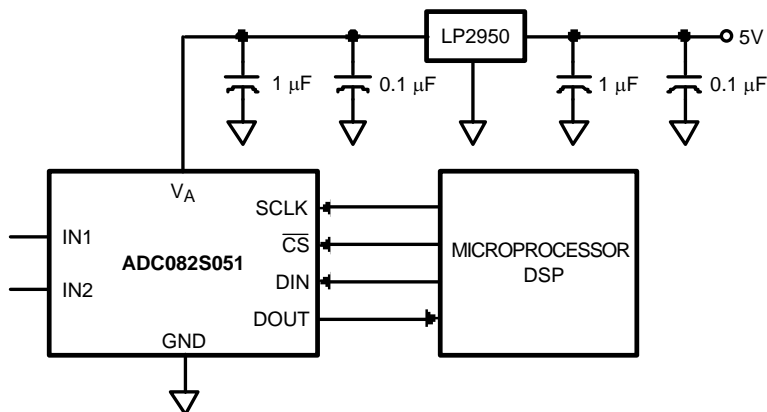 LP2950
5V
1 μF
0.1 μF
1 μF
0.1 μF
VA
SCLK
CS
DIN
DOUT
IN1
IN2
ADC082S051
GND
MICROPROCESSOR
DSP